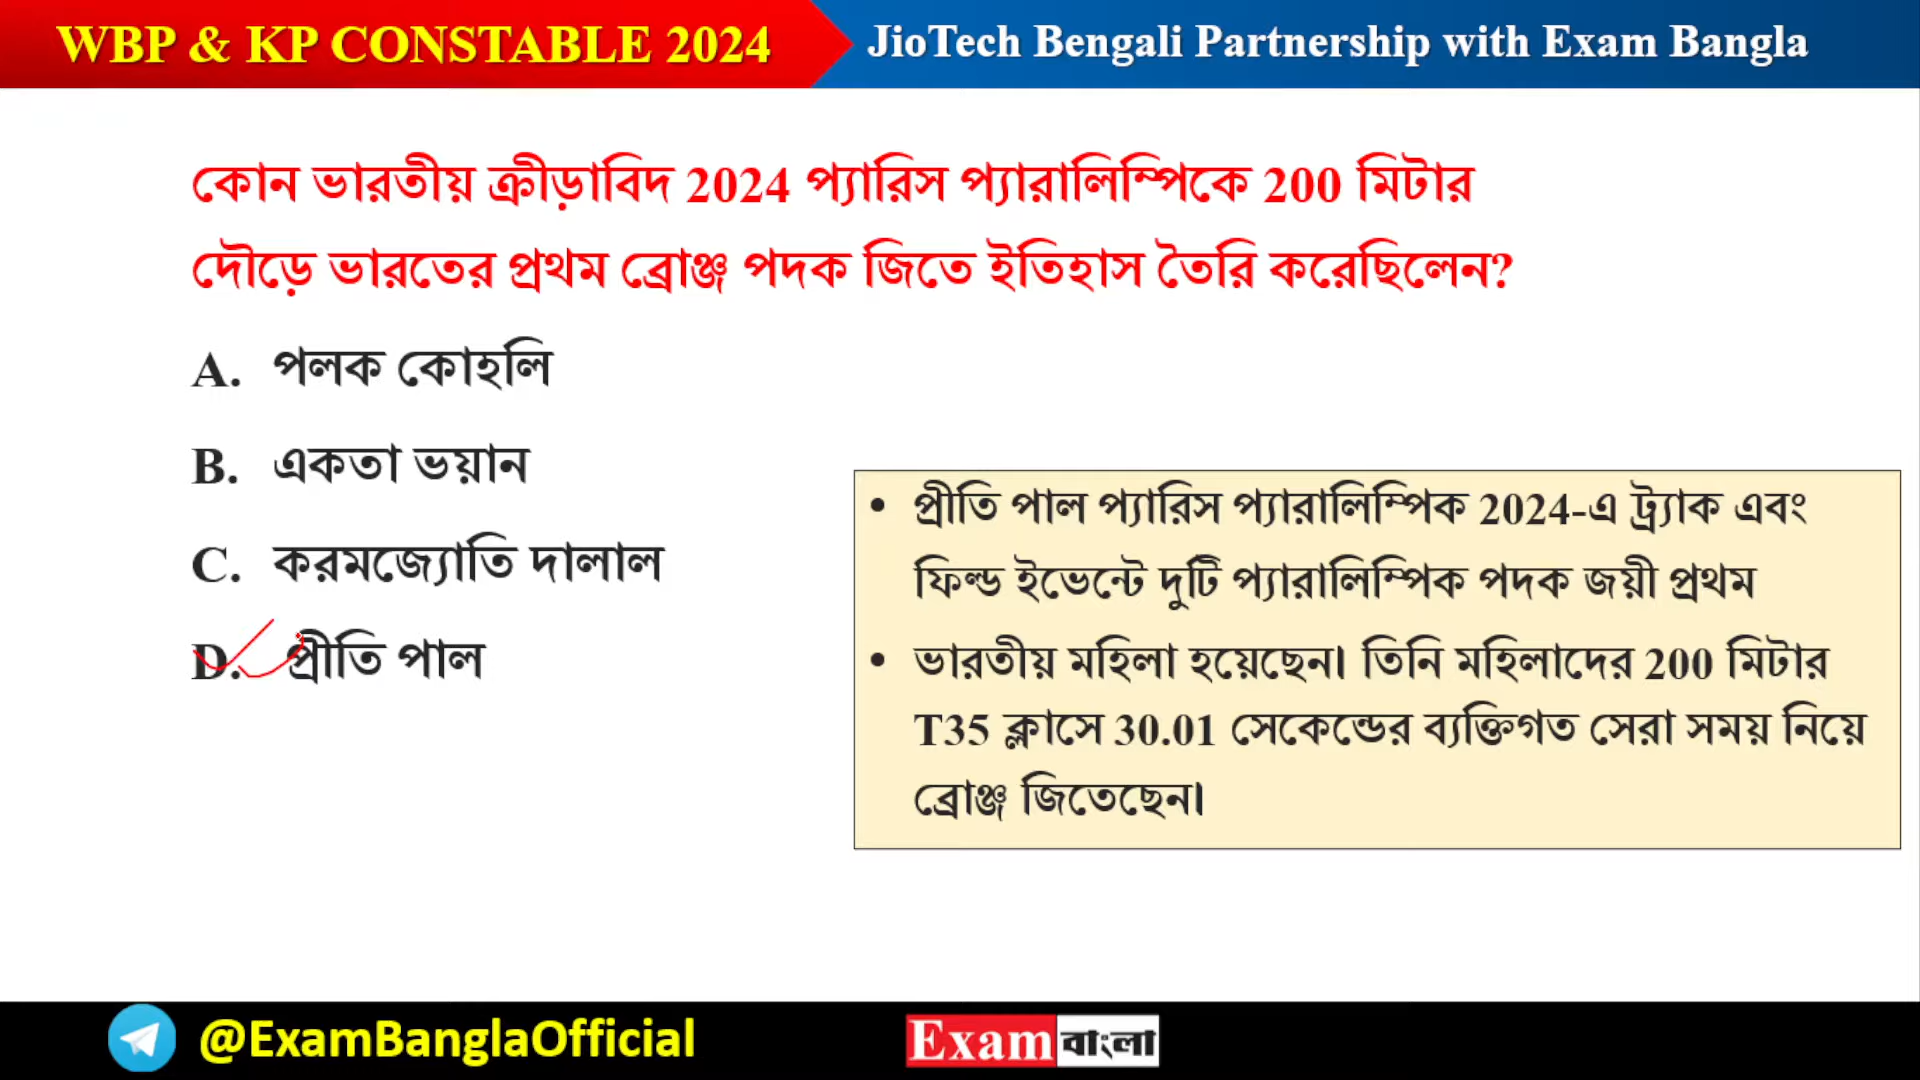 WBP & KP CONSTABLE 2024
JioTech Bengali Partnership with Exam Bangla
কোন ভারতীয় ক্রীড়াবিদ 2024 প্যারিস প্যারালিম্পিকে 200 মিটার
দৌড়ে ভারতের প্রথম ব্রোঞ্জ পদক জিতে ইতিহাস তৈরি করেছিলেন?
A. পলক কোহলি
B. একতা ভয়ান
C. করমজ্যোতি দালাল
D. প্রীতি পাল
• প্রীতি পাল প্যারিস প্যারালিম্পিক 2024-এ ট্র্যাক এবং
ফিল্ড ইভেন্টে দুটি প্যারালিম্পিক পদক জয়ী প্রথম
• ভারতীয় মহিলা হয়েছেন। তিনি মহিলাদের 200 মিটার
T35 ক্লাসে 30.01 সেকেন্ডের ব্যক্তিগত সেরা সময় নিয়ে
ব্রোঞ্জ জিতেছেন।
@ExamBanglaOfficial
Exam বাংলা